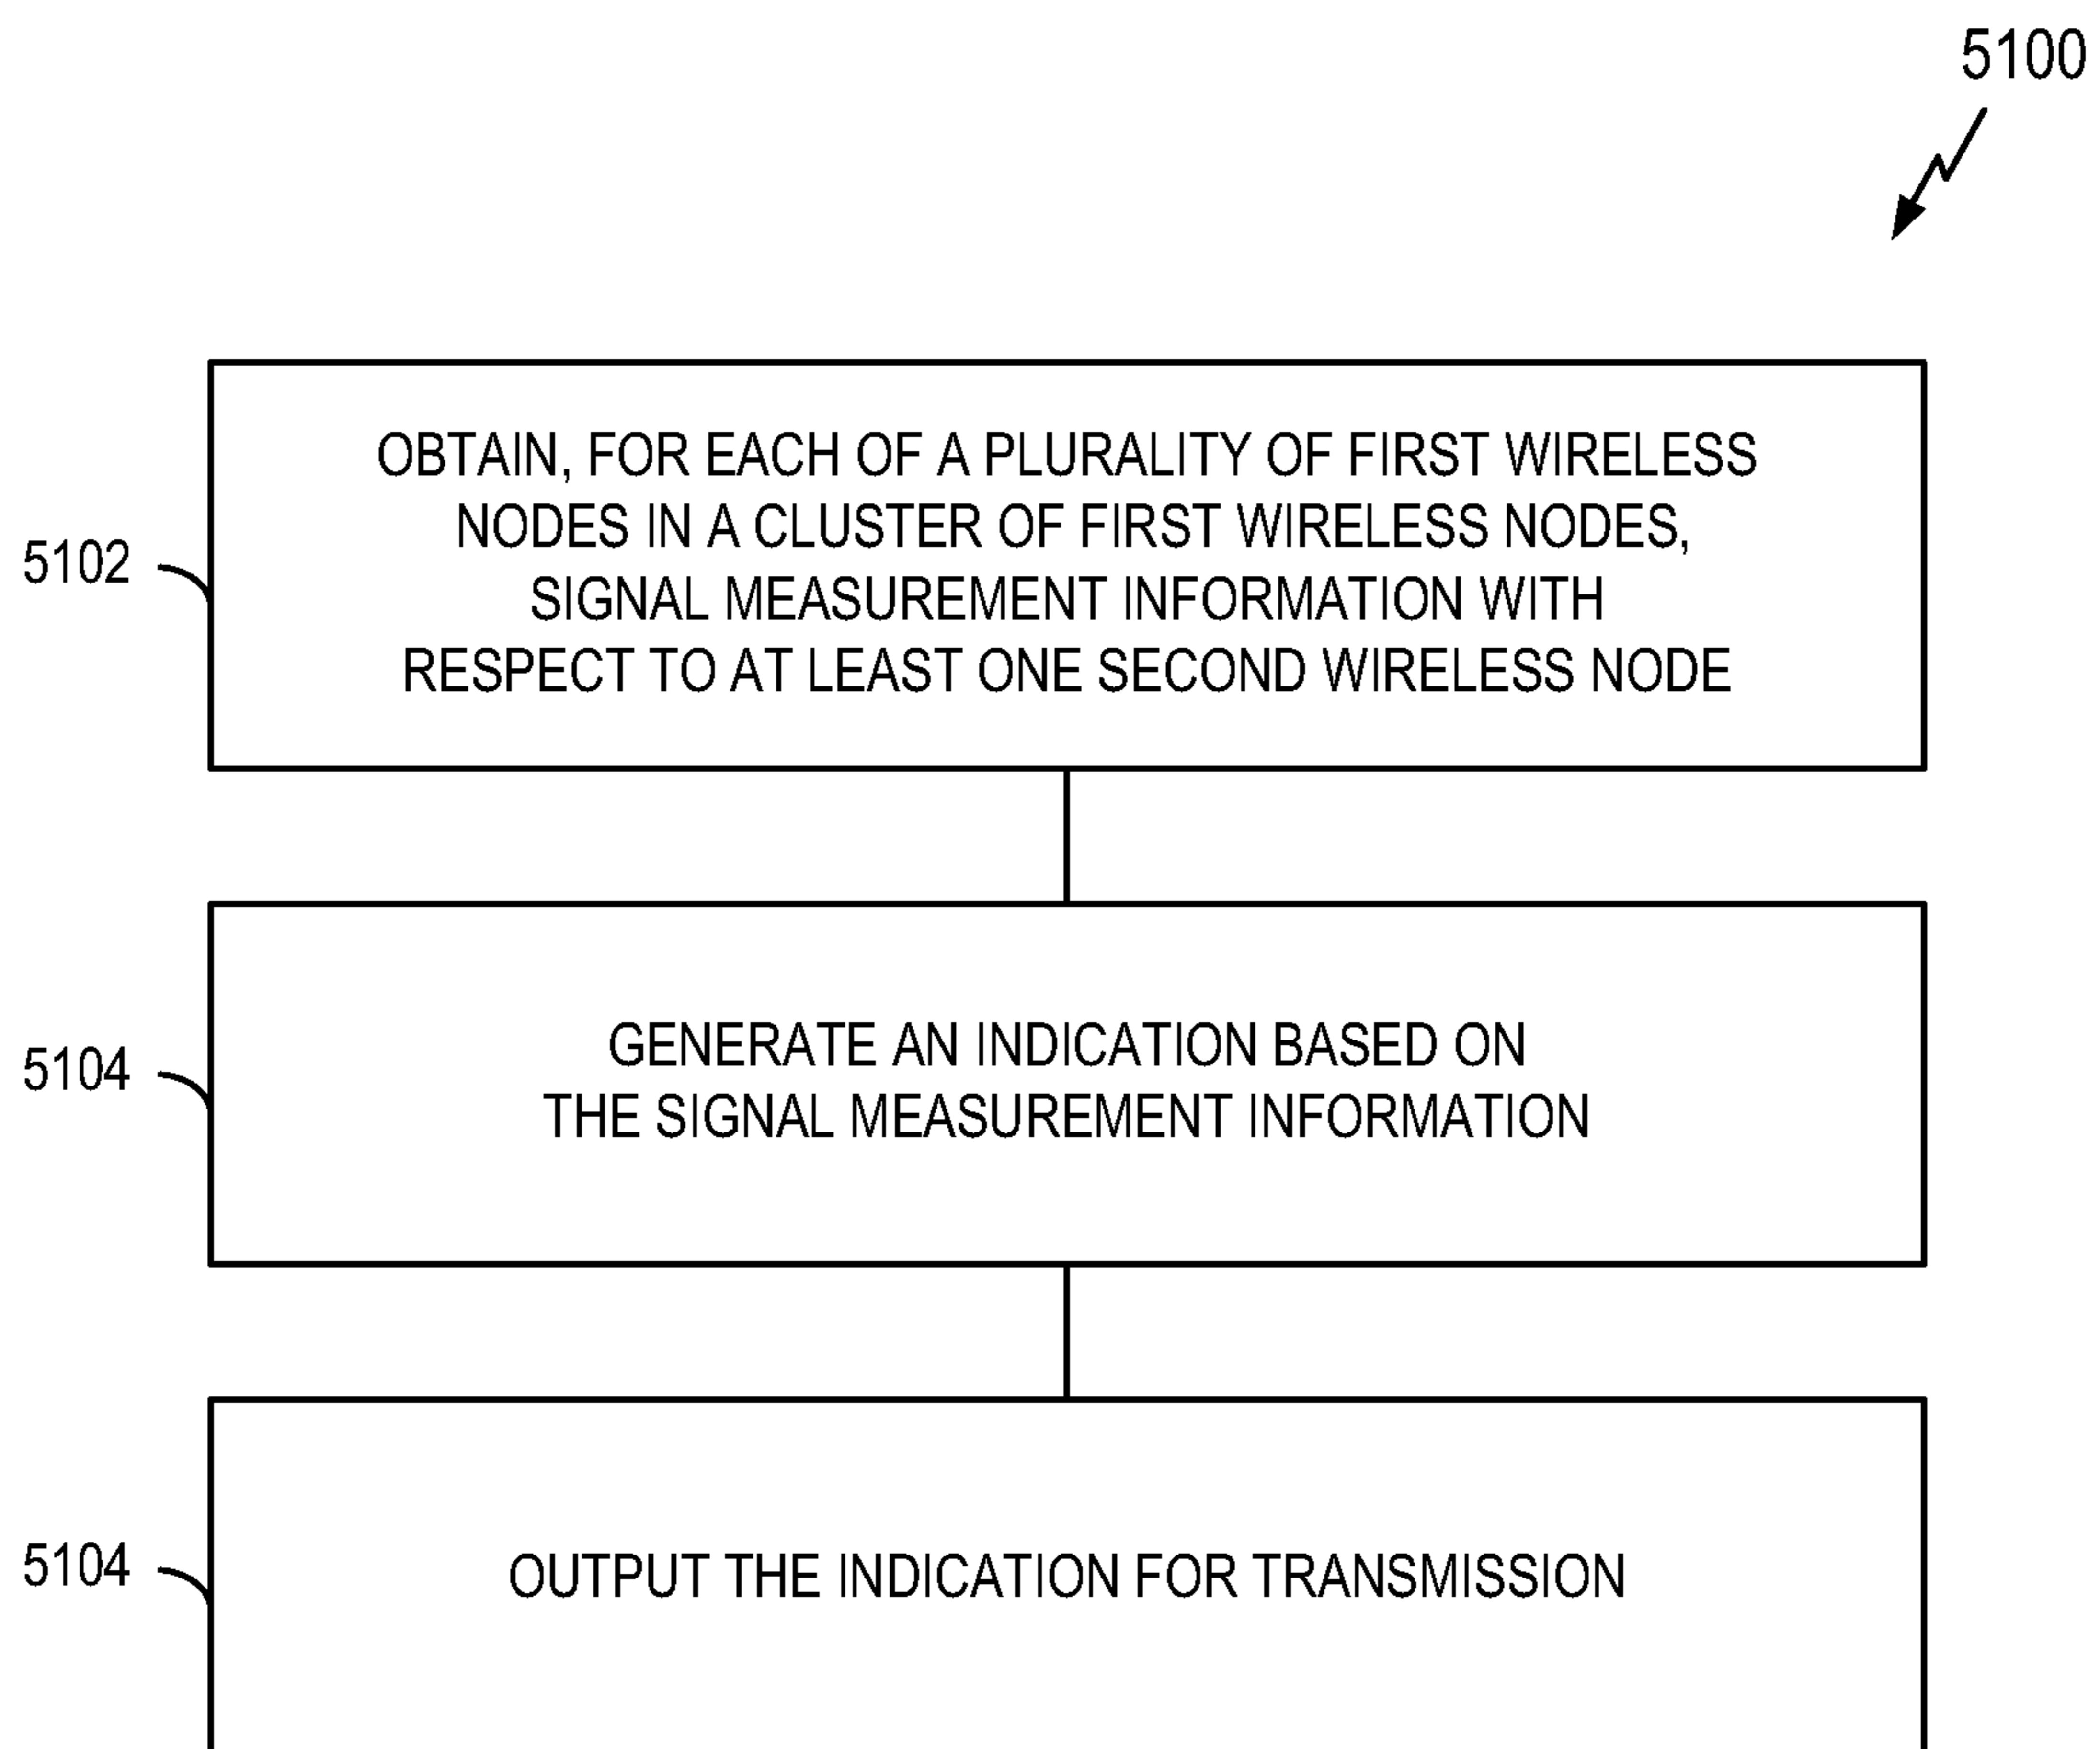 5100
OBTAIN, FOR EACH OF A PLURALITY OF FIRST WIRELESS
NODES IN A CLUSTER OF FIRST WIRELESS NODES,
SIGNAL MEASUREMENT INFORMATION WITH
RESPECT TO AT LEAST ONE SECOND WIRELESS NODE
5102
GENERATE AN INDICATION BASED ON
THE SIGNAL MEASUREMENT INFORMATION
5104
OUTPUT THE INDICATION FOR TRANSMISSION
5104